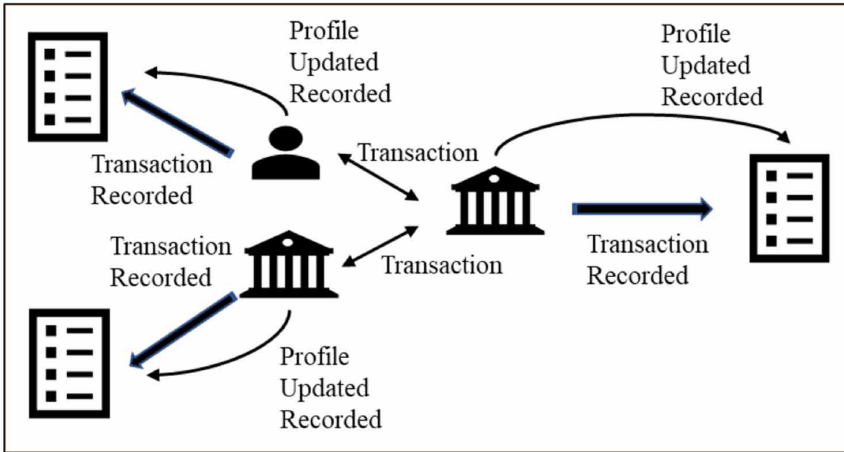 Profile
Updated
Recorded
Profile
Updated
Recorded
Transaction
Transaction
Recorded
Transaction
Recorded
Transaction
Transaction
Recorded
Profile
Updated
Recorded